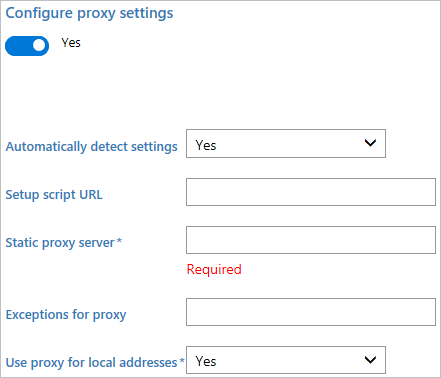 Configure proxy settings
Yes
Automatically detect settings
Yes
Setup script URL
Static proxy server*
Required
Exceptions for proxy
Use proxy for local addresses*
Yes